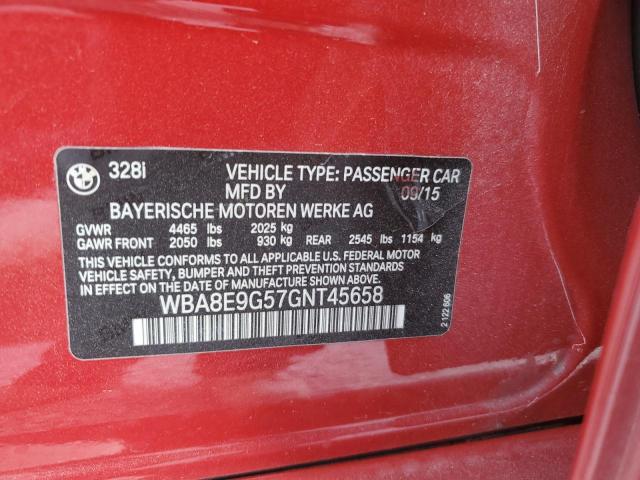 328i VEHICLE TYPE: PASSENGER CAR
MFD BY 09/15
BAYERISCHE MOTOREN WERKE AG
GVWR 4465 lbs 2025 kg
GAWR FRONT 2050 lbs 930 kg REAR 2545 lbs 1154 kg
THIS VEHICLE CONFORMS TO ALL APPLICABLE U.S. FEDERAL MOTOR
VEHICLE SAFETY, BUMPER AND THEFT PREVENTION STANDARDS IN
EFFECT ON THE DATE OF MANUFACTURE SHOWN ABOVE.
WBA8E9G57GNT45658
2 122 606